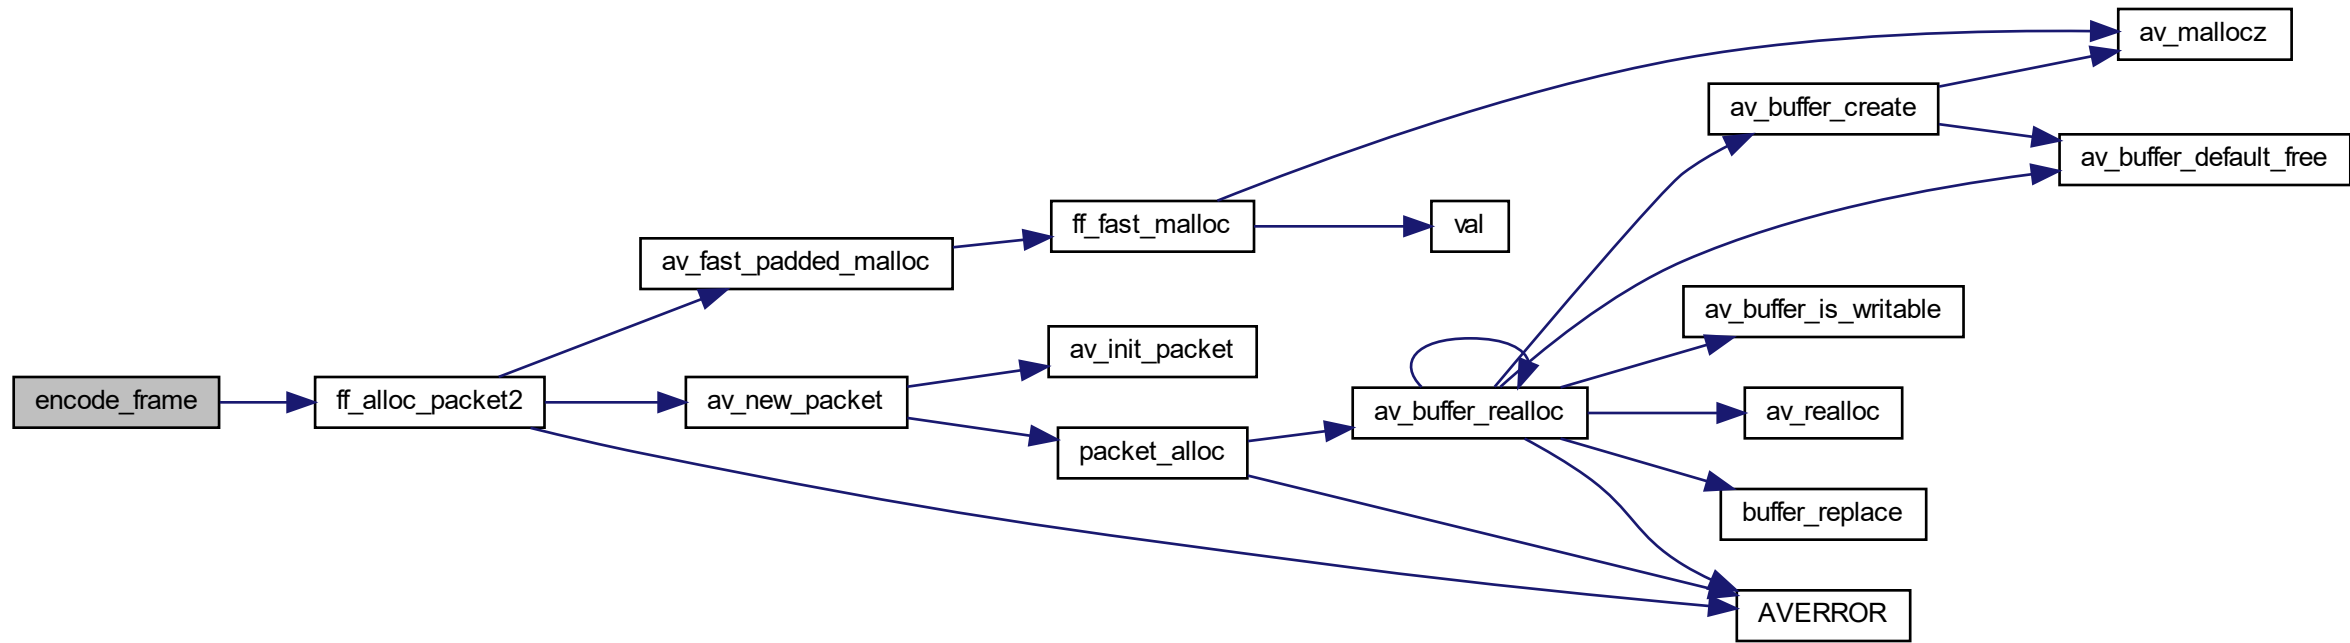 encode_frame
ff_alloc_packet2
av_fast_padded_malloc
av_new_packet
ff_fast_malloc
av_init_packet
packet_alloc
val
av_buffer_realloc
av_buffer_create
av_buffer_is_writable
av_realloc
buffer_replace
AVERROR
av_mallocz
av_buffer_default_free